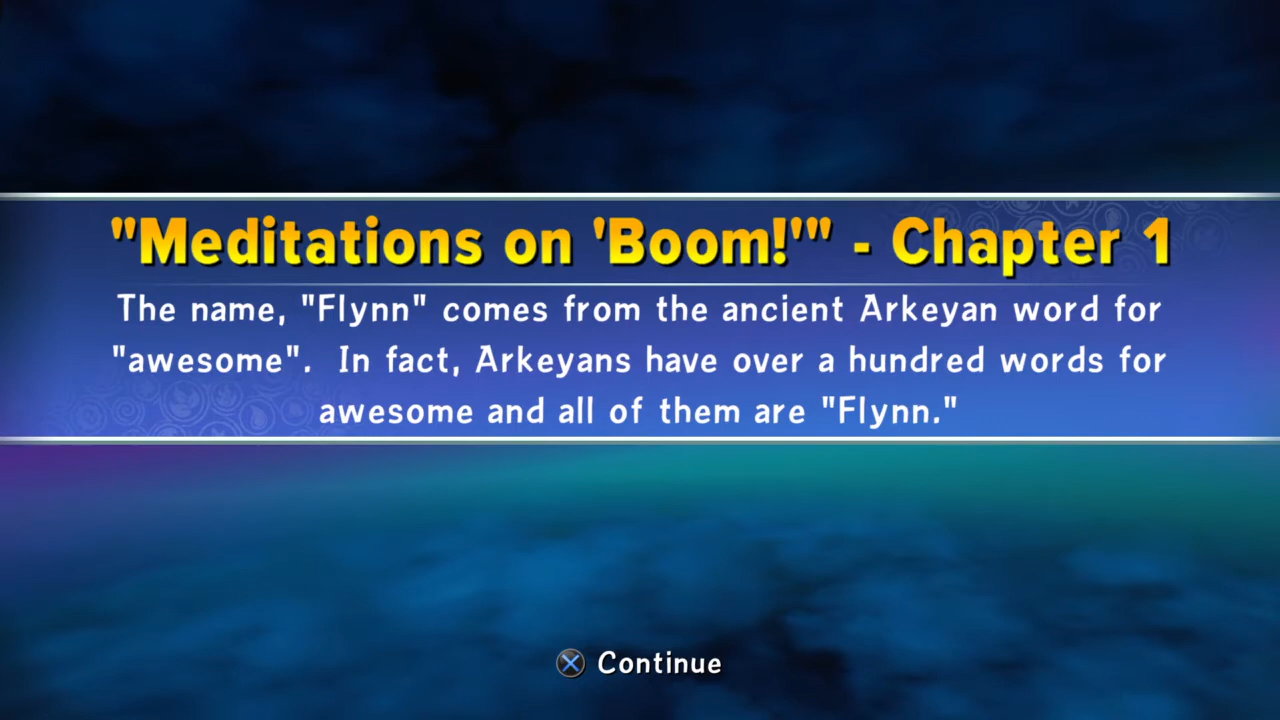 "Meditations on 'Boom!'" - Chapter 1
The name, "Flynn" comes from the ancient Arkeyan word for
"awesome".  In fact, Arkeyans have over a hundred words for
awesome and all of them are "Flynn."
Continue